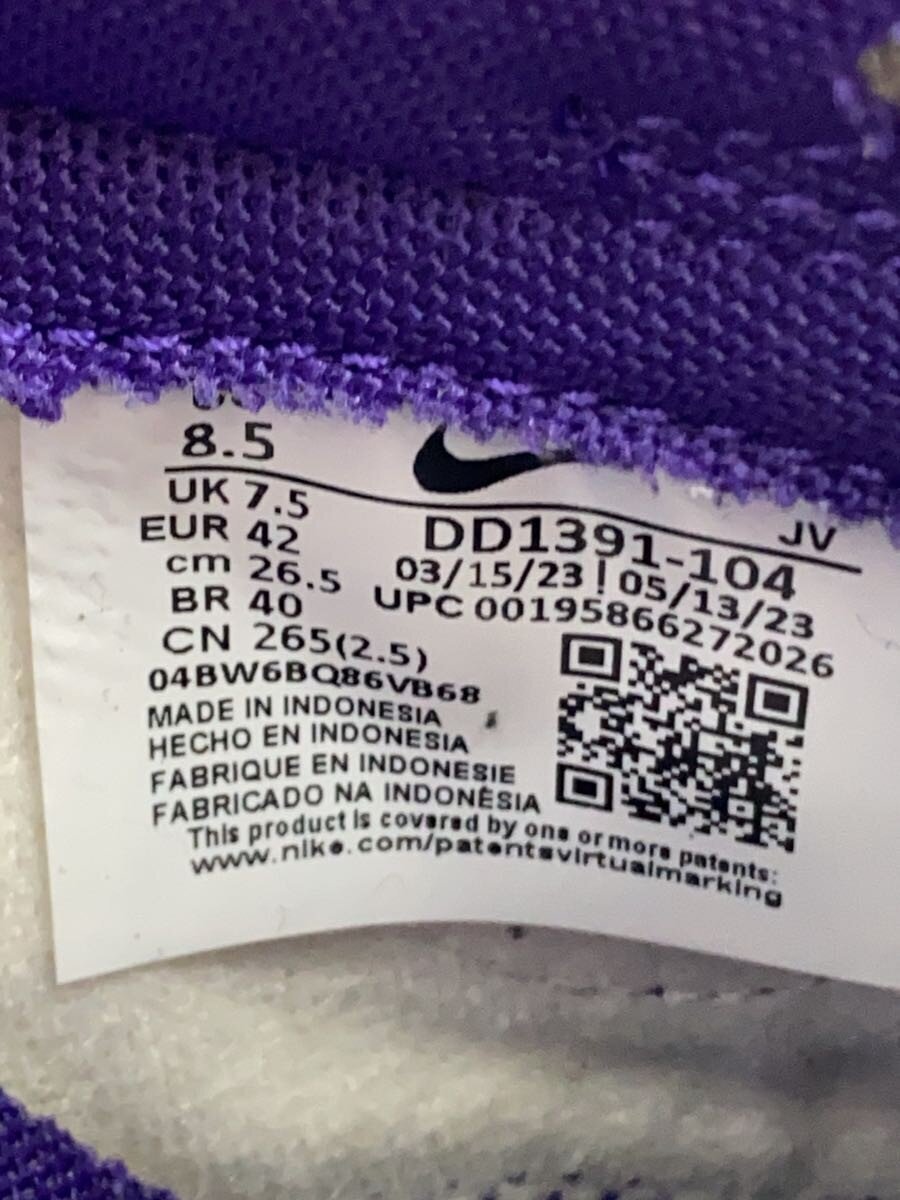 8.5
UK 7.5
EUR 42
cm 26.5
BR 40
CN 265(2.5)
04BW6BQ86VB68
JV
DD1391-104
03/15/23 | 05/13/23
UPC 00195866272026
MADE IN INDONESIA
HECHO EN INDONESIA
FABRIQUE EN INDONESIE
FABRICADO NA INDONÉSIA
This product is covered by one or more patents:
www.nike.com/patentsvirtualmarking